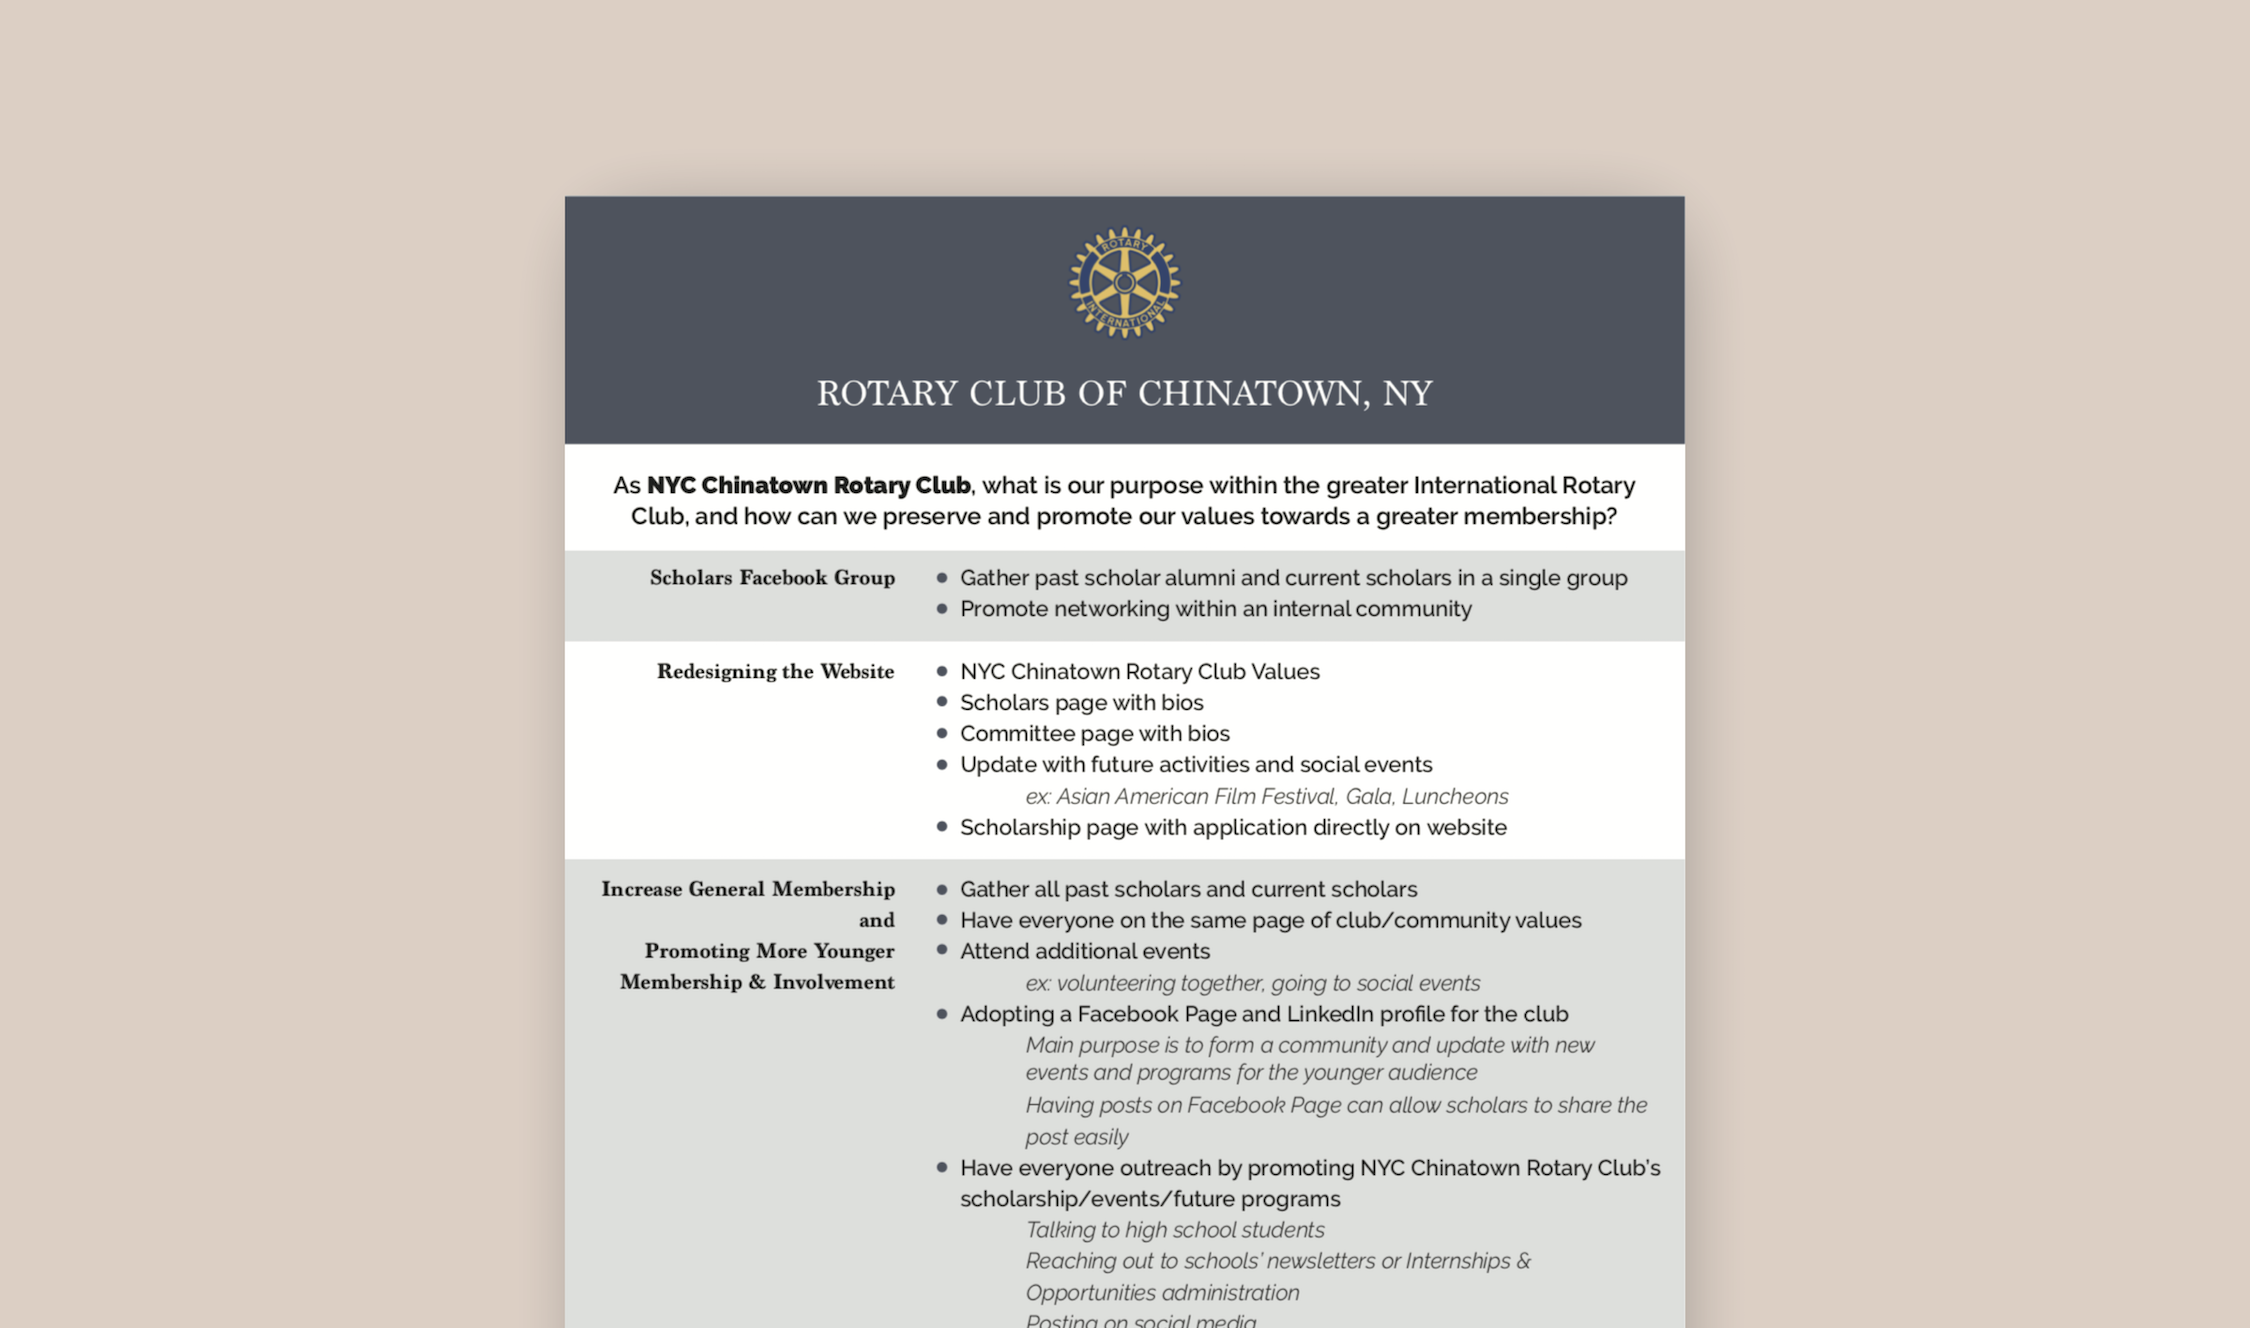 ROTARY
INTERNATIONAL
ROTARY CLUB OF CHINATOWN, NY
As NYC Chinatown Rotary Club, what is our purpose within the greater International Rotary
Club, and how can we preserve and promote our values towards a greater membership?
Scholars Facebook Group
● Gather past scholar alumni and current scholars in a single group
● Promote networking within an internal community
Redesigning the Website
● NYC Chinatown Rotary Club Values
● Scholars page with bios
● Committee page with bios
● Update with future activities and social events
ex: Asian American Film Festival, Gala, Luncheons
● Scholarship page with application directly on website
Increase General Membership
and
Promoting More Younger
Membership & Involvement
● Gather all past scholars and current scholars
● Have everyone on the same page of club/community values
● Attend additional events
ex: volunteering together, going to social events
● Adopting a Facebook Page and LinkedIn profile for the club
Main purpose is to form a community and update with new
events and programs for the younger audience
Having posts on Facebook Page can allow scholars to share the
post easily
● Have everyone outreach by promoting NYC Chinatown Rotary Club's
scholarship/events/future programs
Talking to high school students
Reaching out to schools' newsletters or Internships &
Opportunities administration
Posting on social media